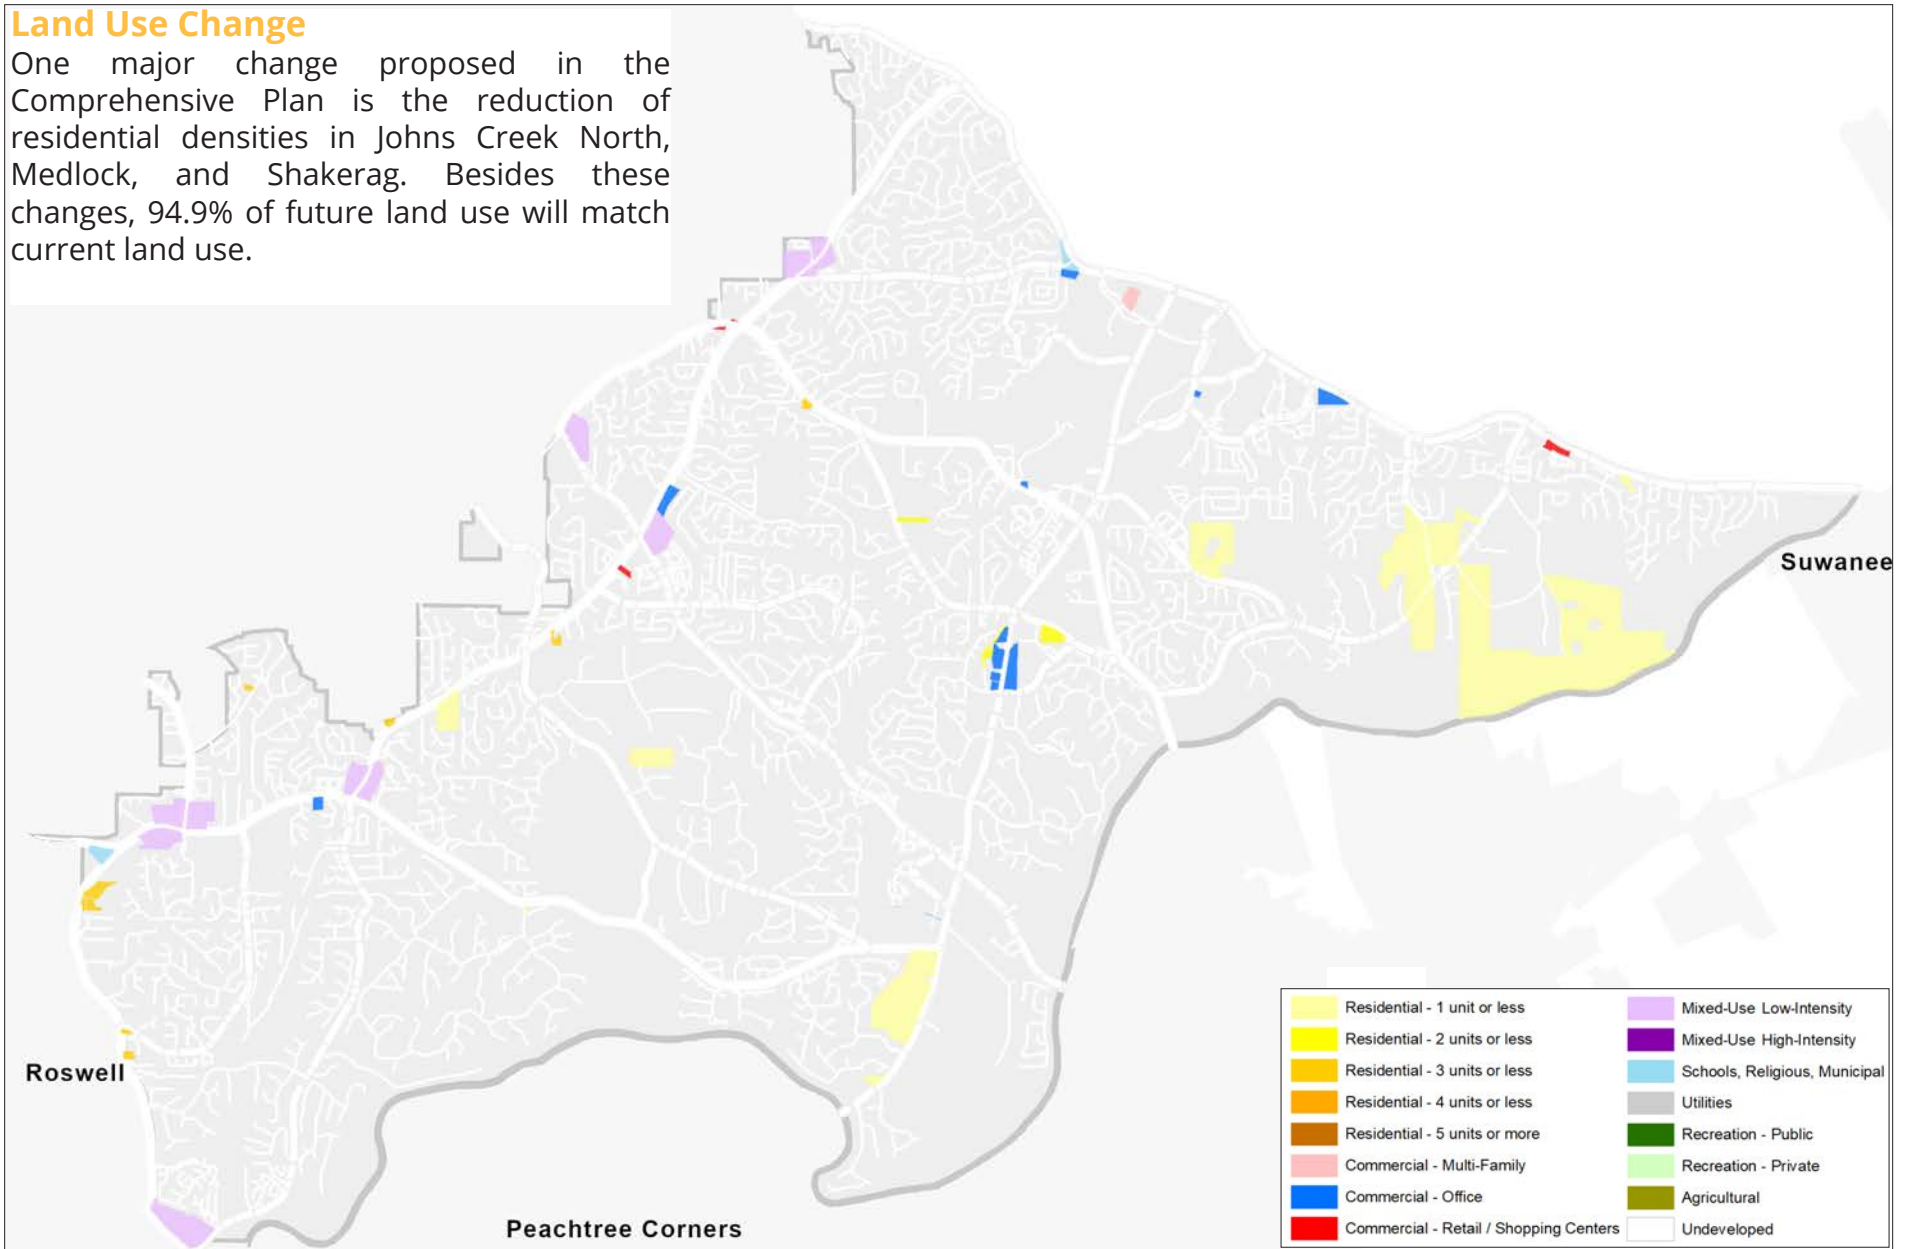 Land Use Change
One major change proposed in the
Comprehensive Plan is the reduction of
residential densities in Johns Creek North,
Medlock, and Shakerag. Besides these
changes, 94.9% of future land use will match
current land use.
Suwanee
Roswell
Peachtree Corners
Residential - 1 unit or less
Residential - 2 units or less
Residential - 3 units or less
Residential - 4 units or less
Residential - 5 units or more
Commercial - Multi-Family
Commercial - Office
Commercial - Retail / Shopping Centers
Mixed-Use Low-Intensity
Mixed-Use High-Intensity
Schools, Religious, Municipal
Utilities
Recreation - Public
Recreation - Private
Agricultural
Undeveloped